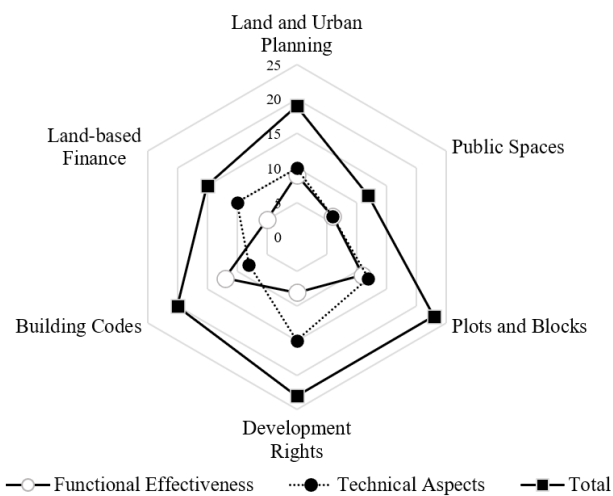 Land and Urban
Planning
25
20
15
10
5
0
Public Spaces
Plots and Blocks
Development
Rights
Building Codes
Land-based
Finance
Functional Effectiveness
Technical Aspects
Total